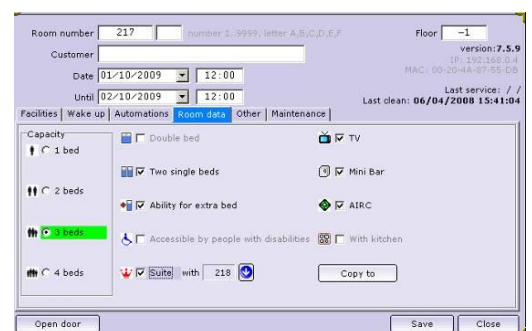 Room number 217 number 1..9999, letter A,B,C,D,E,F Floor -1
Customer version:7.5.9
IP: 192.168.0.4
Date 01/10/2009 12:00 MAC: 00-20-4A-87-55-DB
Until 02/10/2009 12:00 Last service: / /
Last clean: 06/04/2008 15:41:04
Facilities Wake up Automations Room data Other Maintenance
Capacity Double bed TV
1 bed
Two single beds Mini Bar
2 beds
Ability for extra bed AIRC
3 beds Accessible by people with disabilities With kitchen
4 beds Suite with 218 Copy to
Open door Save Close